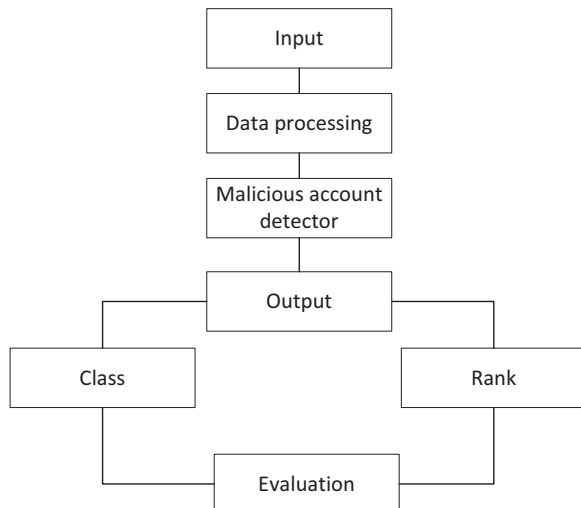 Input
Data processing
Malicious account
detector
Output
Class
Rank
Evaluation